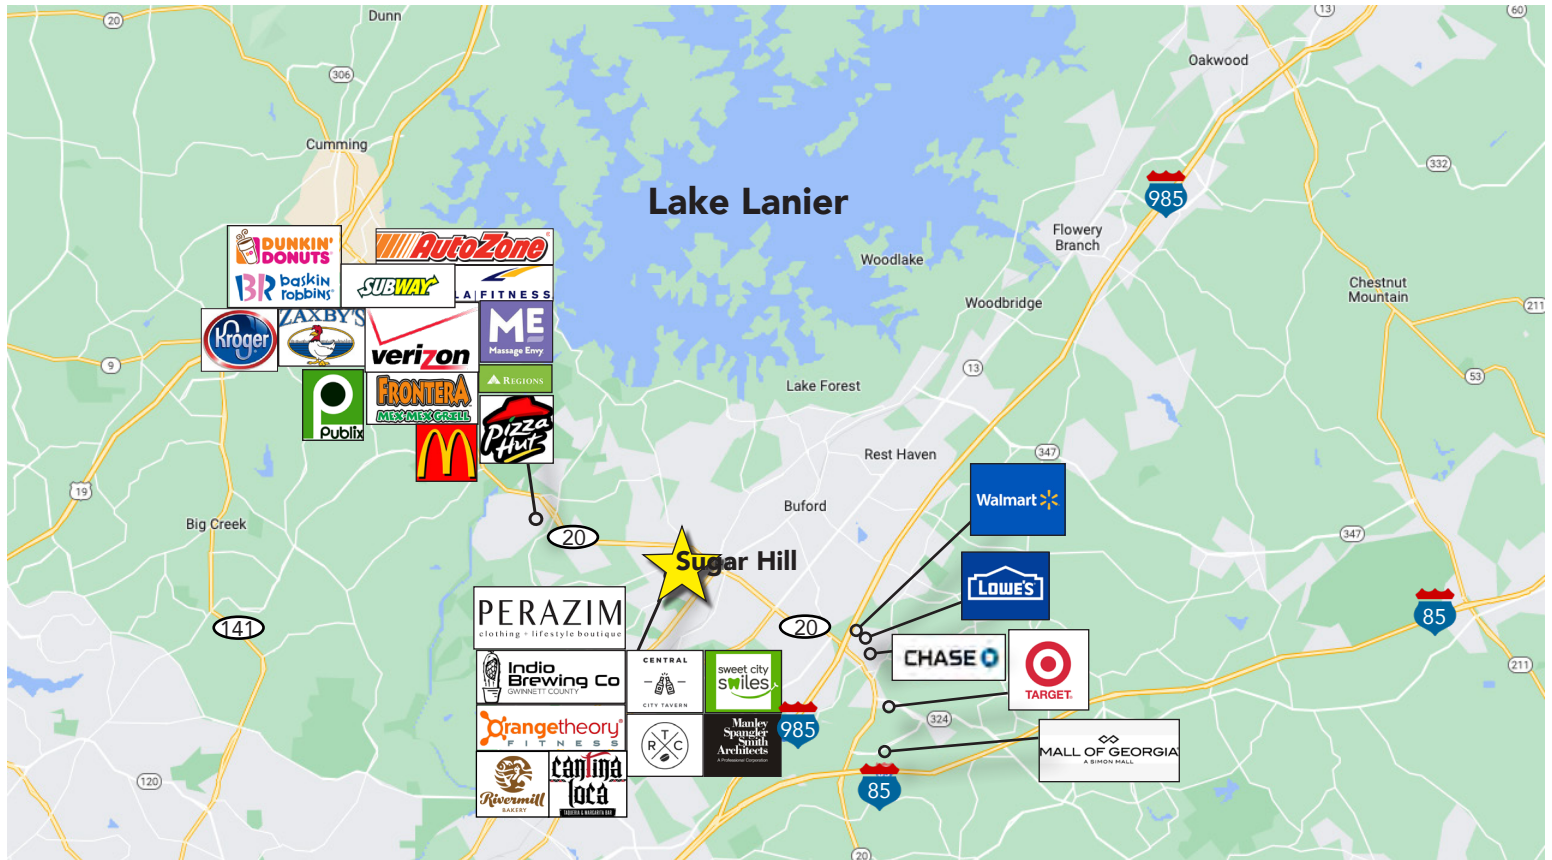 20
Dunn
13
60
Oakwood
306
Cumming
332
985
Lake Lanier
Flowery
Branch
Woodlake
DUNKIN'
DONUTS
AutoZone
baskin
BR robbins
SUBWAY
LA|FITNESS
Chestnut
Mountain
Woodbridge
211
Kroger
ZAXBY'S
verizon
ME
Massage Envy
9
13
53
REGIONS
Lake Forest
Publix
FRONTERA
MEX-MEX GRILL
Pizza
Hut
M
Rest Haven
347
19
Walmart
Buford
Big Creek
20
347
Sugar Hill
LOWE'S
85
PERAZIM
clothing + lifestyle boutique
141
20
CHASE
TARGET
211
Indio
Brewing Co
GWINNETT COUNTY
CENTRAL
CITY TAVERN
sweet city
smiles
985
324
Orangetheory
FITNESS
T
R C
Manley
Spangler
Smith
Architects
A Professional Corporation
MALL OF GEORGIA
A SIMON MALL
120
Rivermill
BAKERY
cantina
loca
TAQUERIA & MARGARITA BAR
85
20